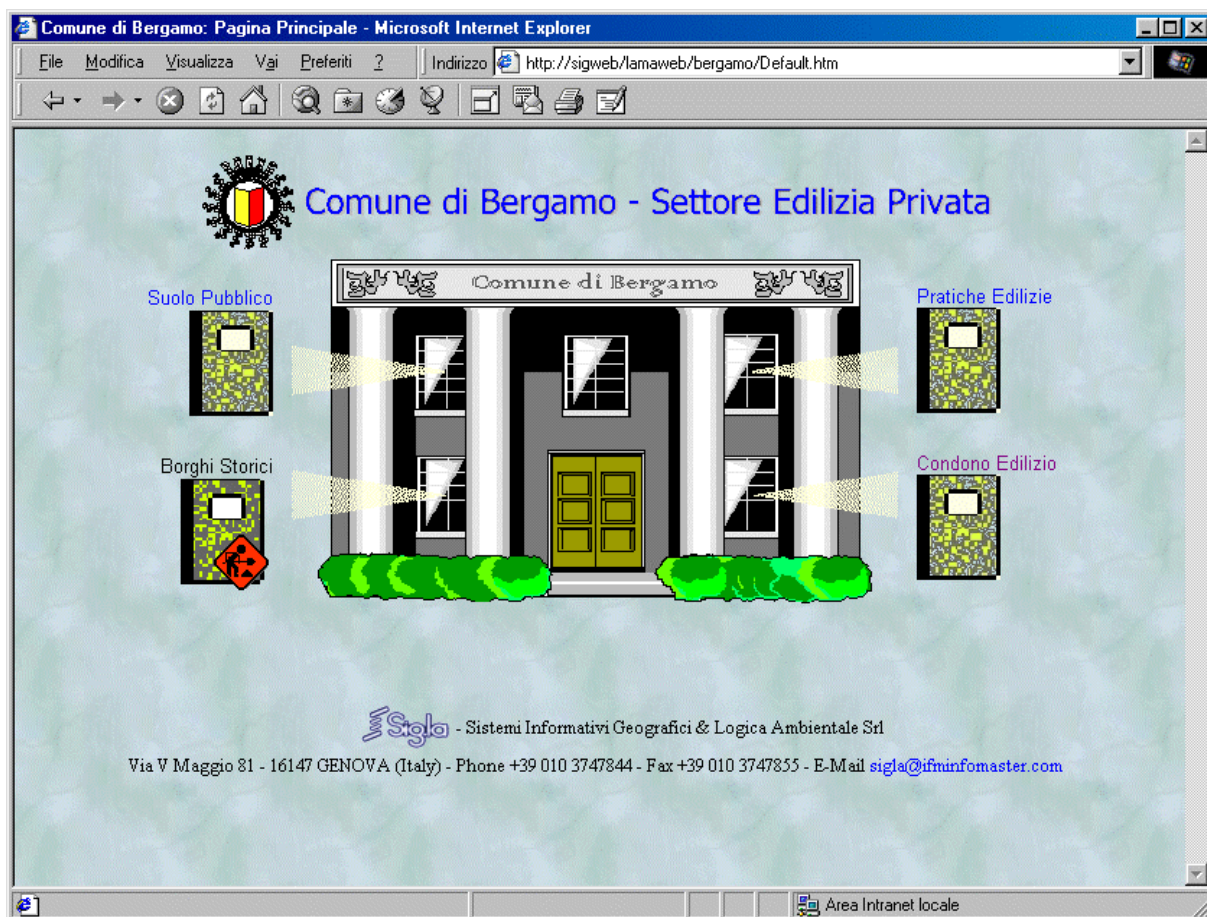 Comune di Bergamo: Pagina Principale - Microsoft Internet Explorer
File Modifica Visualizza Vai Preferiti ? Indirizzo http://sigweb/lamaweb/bergamo/Default.htm
Comune di Bergamo - Settore Edilizia Privata
Comune di Bergamo
Suolo Pubblico
Pratiche Edilizie
Borghi Storici
Condono Edilizio
Sigla - Sistemi Informativi Geografici & Logica Ambientale Srl
Via V Maggio 81 - 16147 GENOVA (Italy) - Phone +39 010 3747844 - Fax +39 010 3747855 - E-Mail sigla@ifminfomaster.com
Area Intranet locale